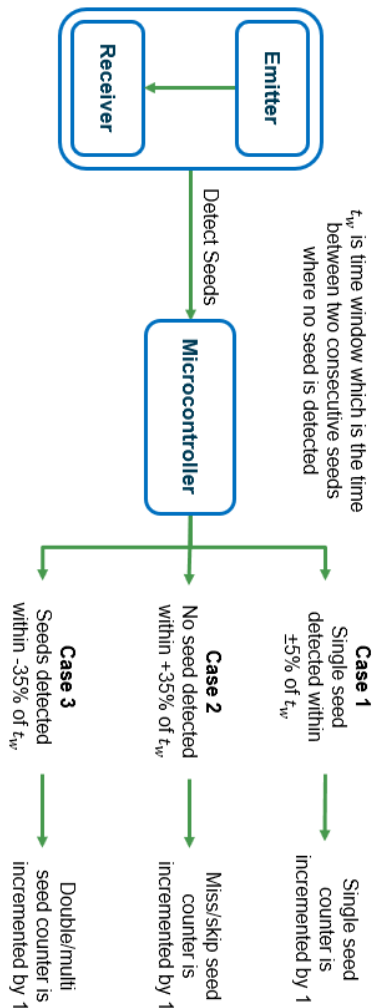 Emitter
Receiver
t_w is time window which is the time
between two consecutive seeds
where no seed is detected
Detect Seeds
Microcontroller
Case 1
Single seed
detected within
±5% of t_w
Single seed
counter is
incremented by 1
Case 2
No seed detected
within +35% of t_w
Miss/skip seed
counter is
incremented by 1
Case 3
Seeds detected
within -35% of t_w
Double/multi
seed counter is
incremented by 1